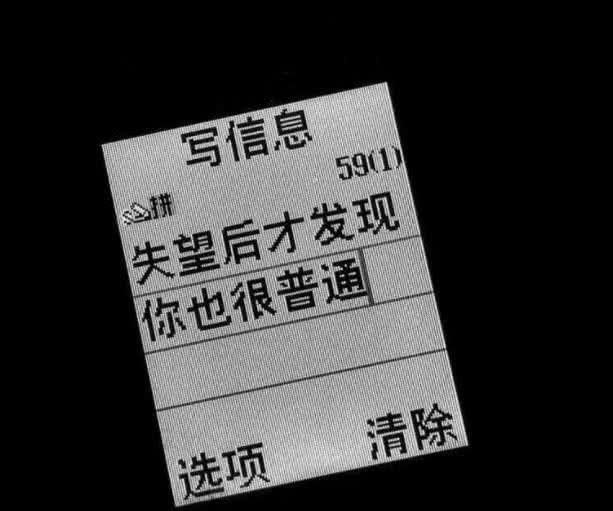 写信息
59(1)
拼
失望后才发现
你也很普通
选项 清除